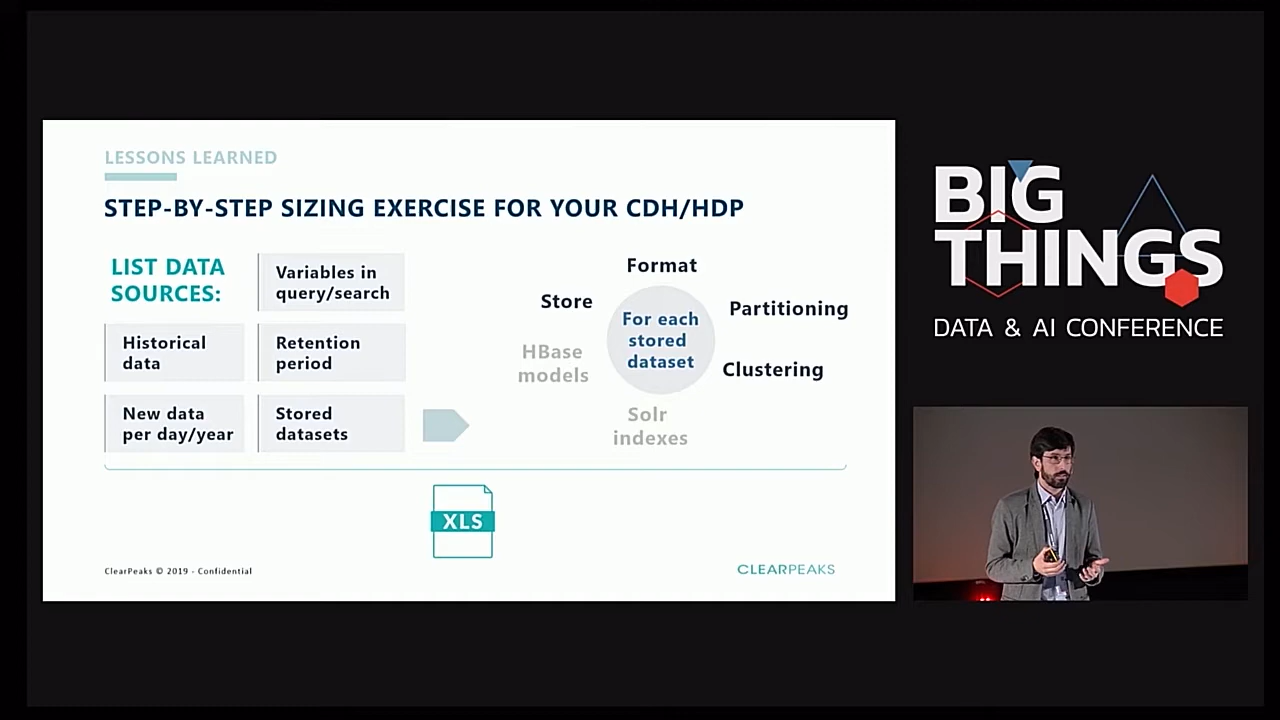 LESSONS LEARNED
STEP-BY-STEP SIZING EXERCISE FOR YOUR CDH/HDP
LIST DATA
SOURCES:
Variables in
query/search
Historical
data
Retention
period
New data
per day/year
Stored
datasets
Format
Store
Partitioning
For each
stored
dataset
HBase
models
Clustering
Solr
indexes
XLS
ClearPeaks © 2019 - Confidential
CLEARPEAKS
BIG
THINGS
DATA & AI CONFERENCE